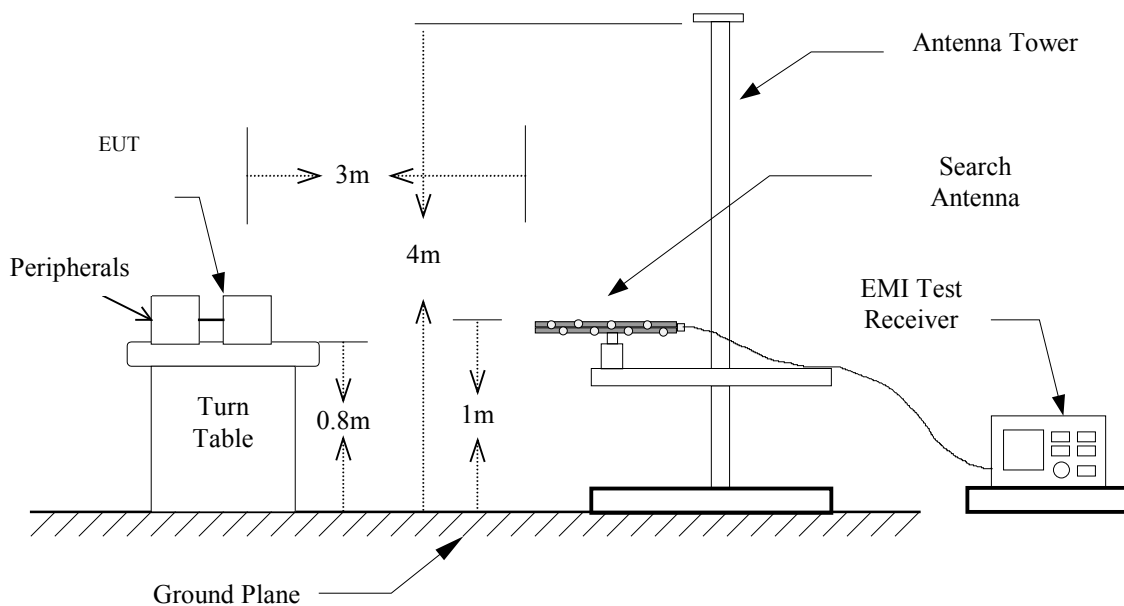 Antenna Tower
EUT
3m
Search
Antenna
4m
Peripherals
EMI Test
Receiver
Turn
Table
0.8m
1m
Ground Plane